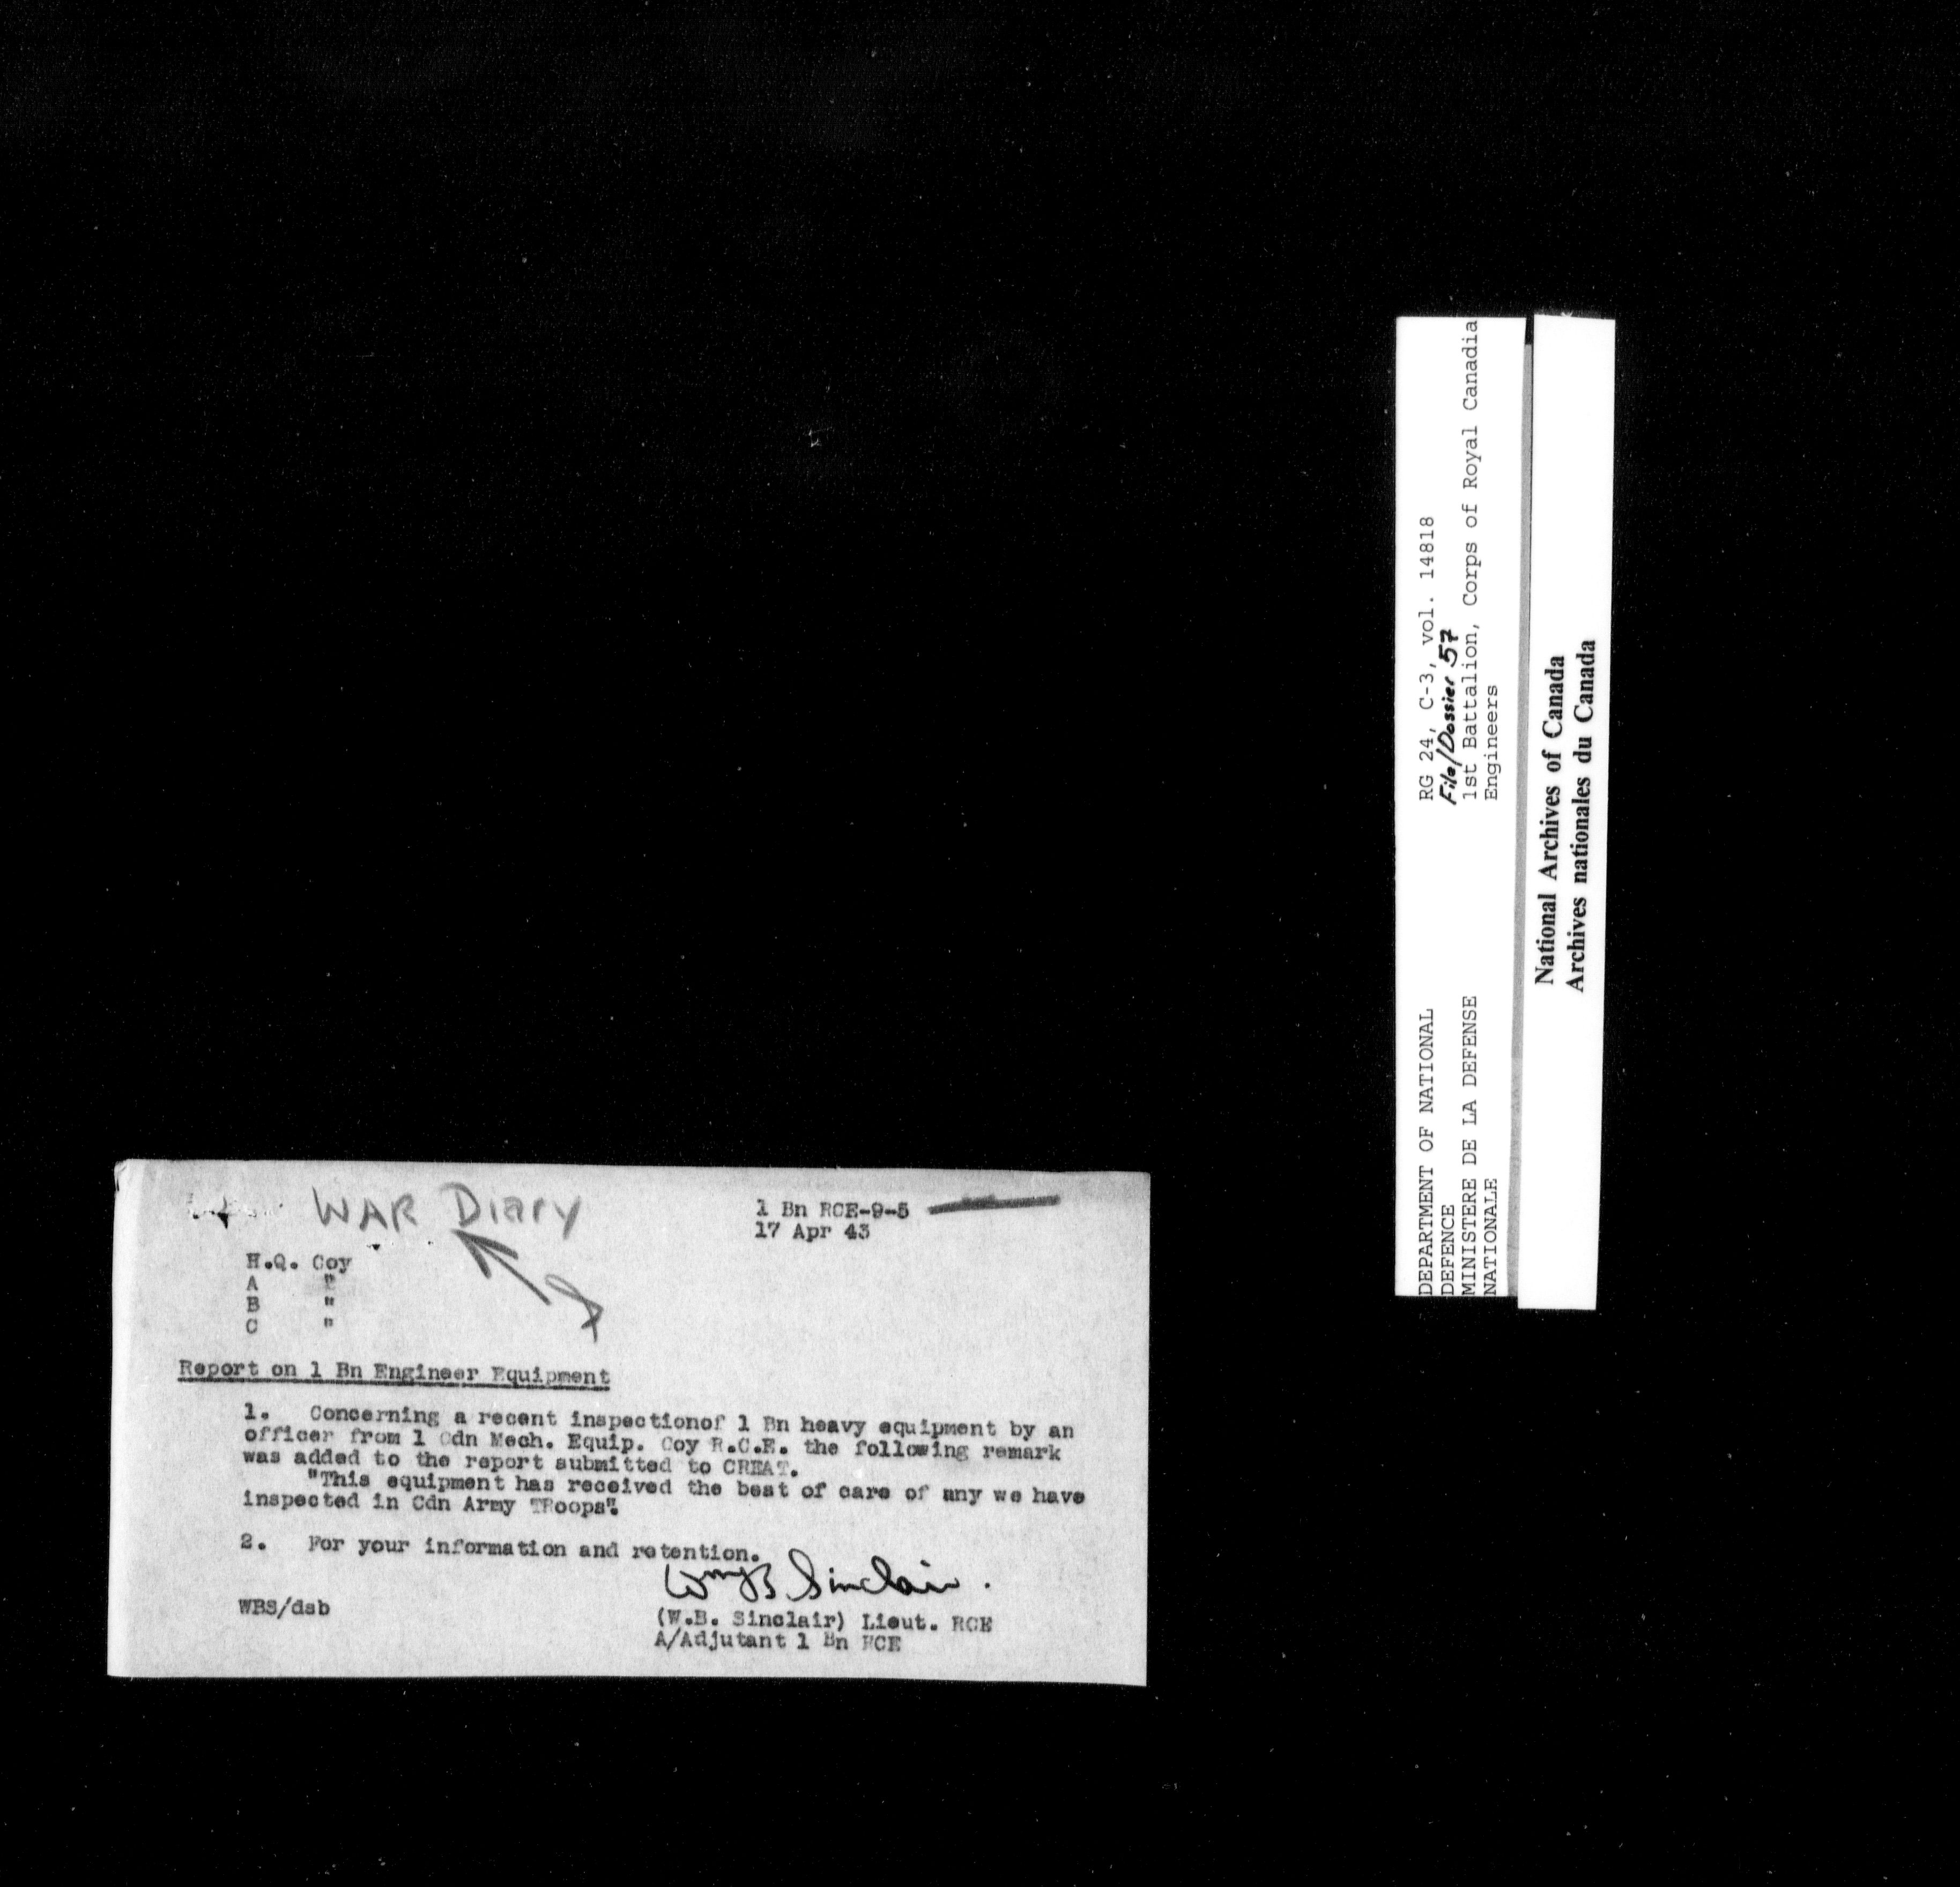 WAR Diary
1 Bn RCE-9-5
17 Apr 43
H.Q. Coy
A "
B "
C "
Report on 1 Bn Engineer Equipment
1. Concerning a recent inspectionof 1 Bn heavy equipment by an
officer from 1 Cdn Mech. Equip. Coy R.C.E. the following remark
was added to the report submitted to CREAT.
"This equipment has received the best of care of any we have
inspected in Cdn Army TRoops".
2. For your information and retention.
WmB Sinclair.
WBS/dsb
(W.B. Sinclair) Lieut. RCE
A/Adjutant 1 Bn RCE
DEPARTMENT OF NATIONAL
DEFENCE
MINISTERE DE LA DEFENSE
NATIONALE
RG 24, C-3, vol. 14818
File/Dossier 57
1st Battalion, Corps of Royal Canadia
Engineers
National Archives of Canada
Archives nationales du Canada